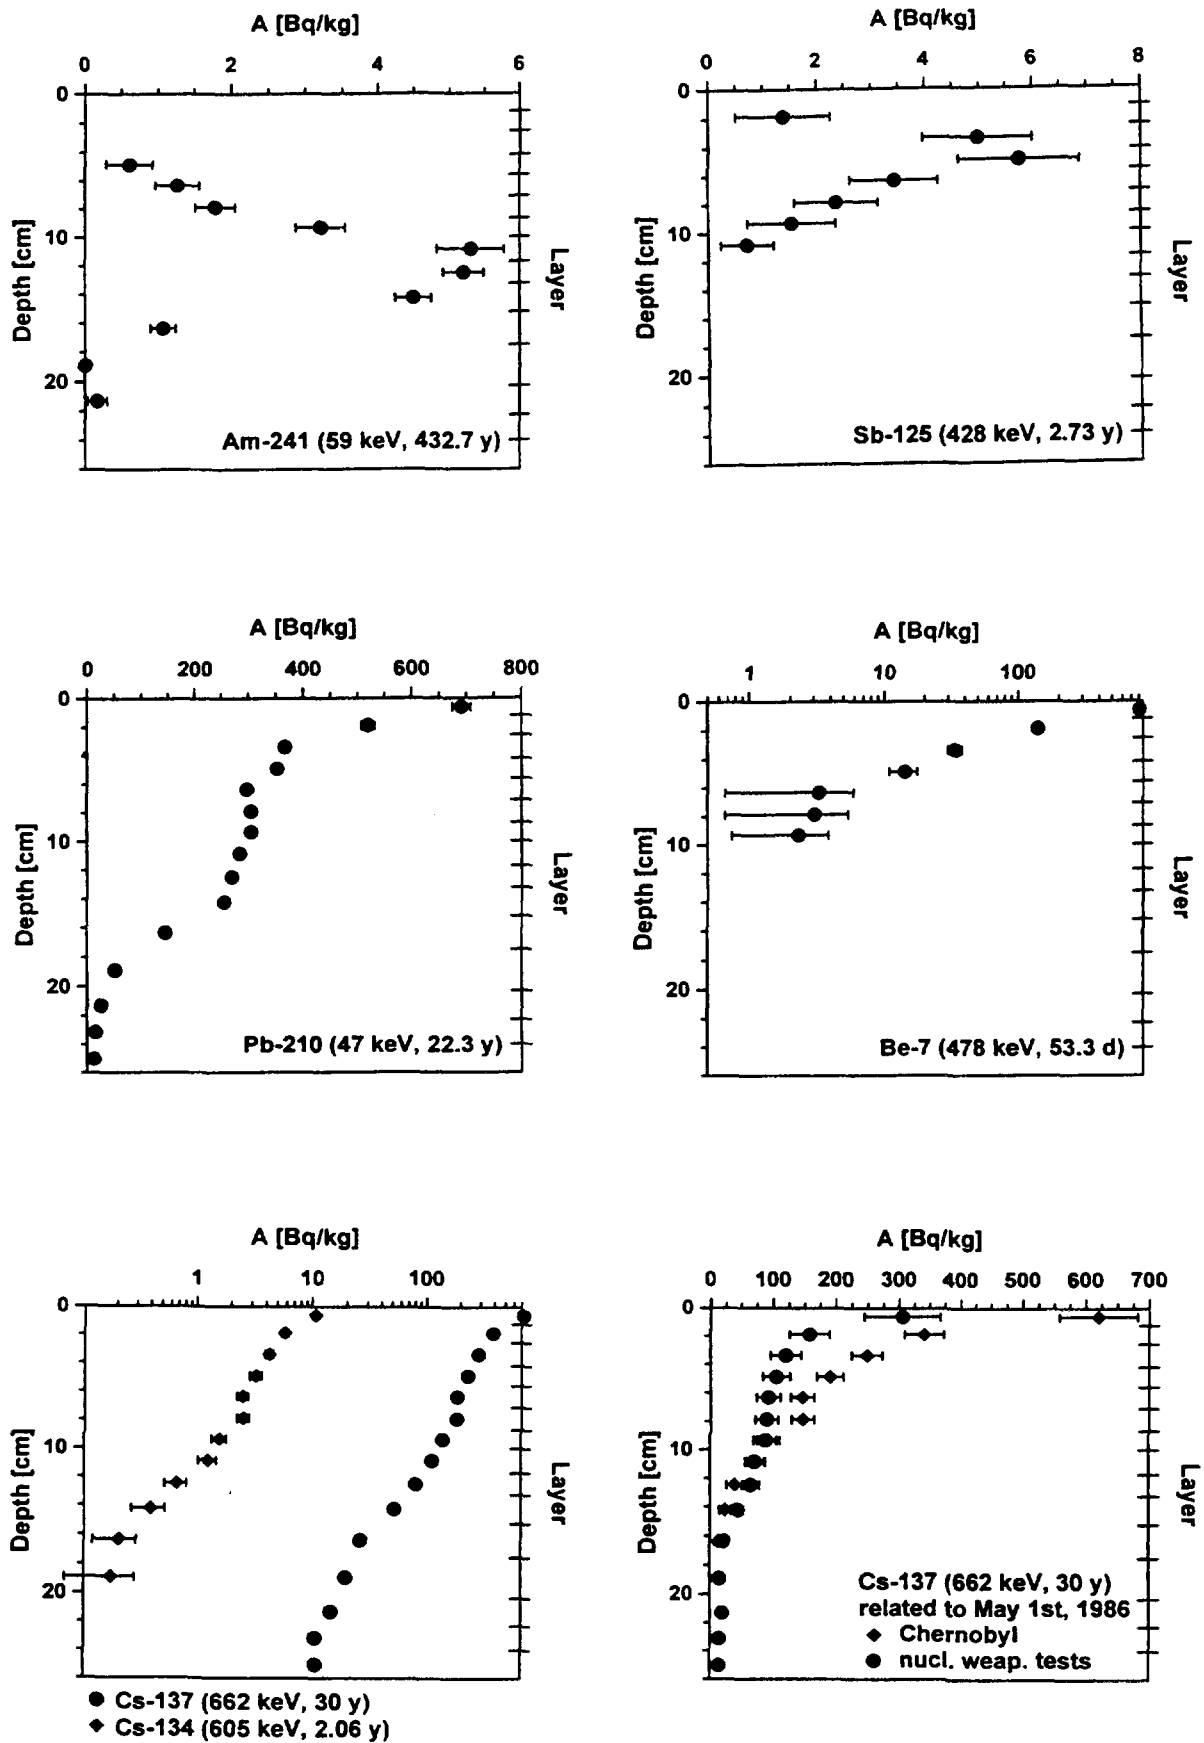 A [Bq/kg]
0 2 4 6
0
10
20
Depth [cm]
Layer
Am-241 (59 keV, 432.7 y)
A [Bq/kg]
0 2 4 6 8
0
10
20
Depth [cm]
Layer
Sb-125 (428 keV, 2.73 y)
A [Bq/kg]
0 200 400 600 800
0
10
20
Depth [cm]
Layer
Pb-210 (47 keV, 22.3 y)
A [Bq/kg]
1 10 100
0
10
20
Depth [cm]
Layer
Be-7 (478 keV, 53.3 d)
A [Bq/kg]
1 10 100
0
10
20
Depth [cm]
Layer
Cs-137 (662 keV, 30 y)
Cs-134 (605 keV, 2.06 y)
A [Bq/kg]
0 100 200 300 400 500 600 700
0
10
20
Depth [cm]
Layer
Cs-137 (662 keV, 30 y)
related to May 1st, 1986
Chernobyl
nucl. weap. tests